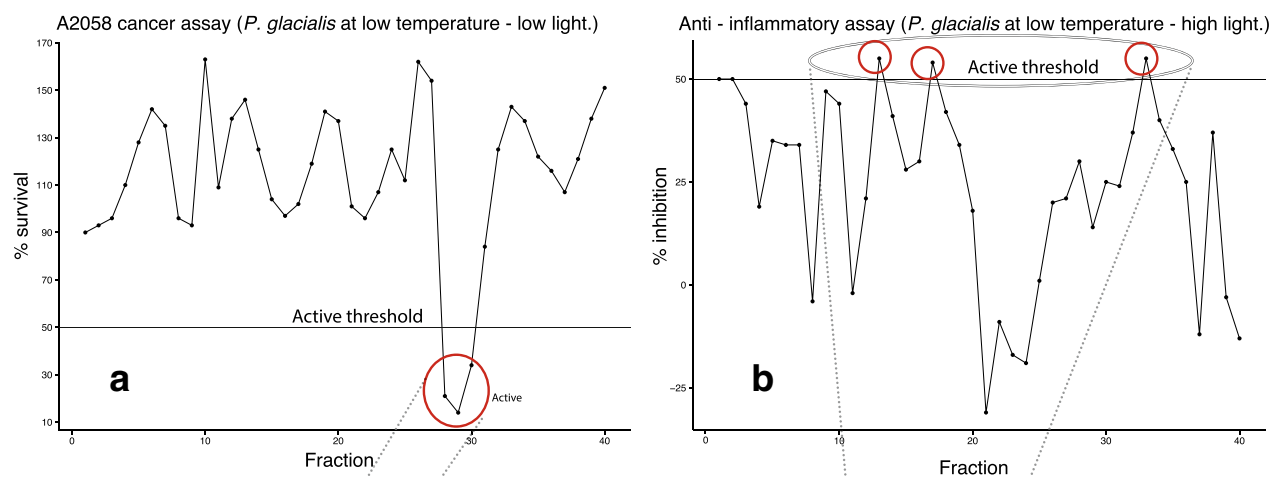 A2058 cancer assay (P. glacialis at low temperature - low light.)
170
150
130
110
90
70
50
30
10
% survival
Active threshold
a
Active
0
10
20
30
40
Fraction
Anti - inflammatory assay (P. glacialis at low temperature - high light.)
50
25
0
−25
% inhibition
Active threshold
b
0
10
20
30
40
Fraction